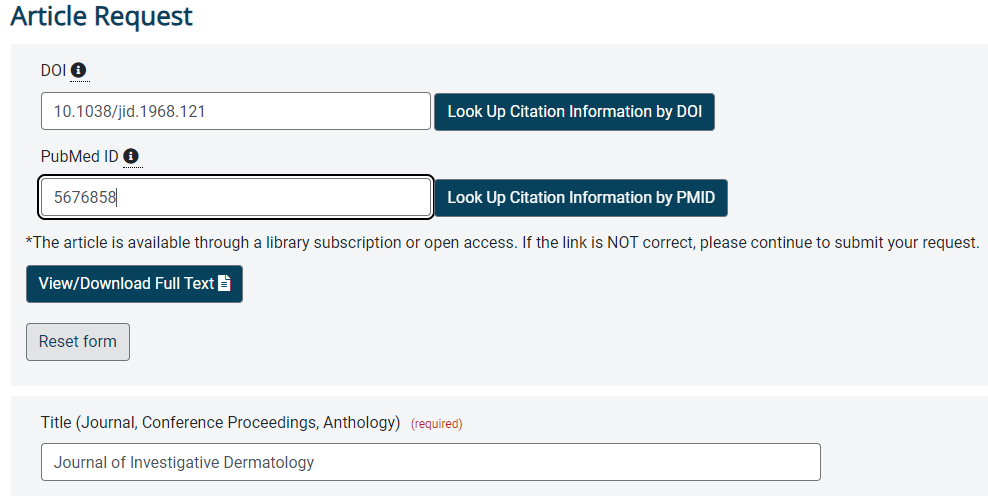 Article Request
DOI
10.1038/jid.1968.121
Look Up Citation Information by DOI
PubMed ID
5676858
Look Up Citation Information by PMID
*The article is available through a library subscription or open access. If the link is NOT correct, please continue to submit your request.
View/Download Full Text
Reset form
Title (Journal, Conference Proceedings, Anthology) (required)
Journal of Investigative Dermatology